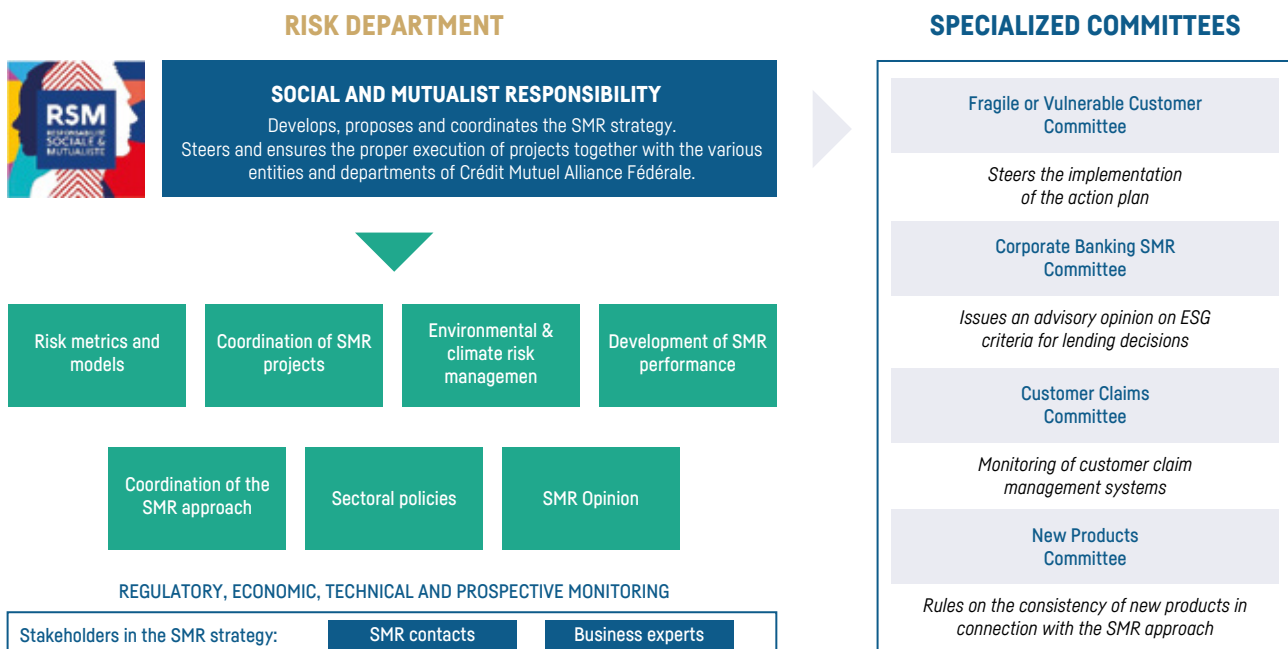 RISK DEPARTMENT
RSM
RESPONSABILITÉ
SOCIALE &
MUTUALISTE
SOCIAL AND MUTUALIST RESPONSIBILITY
Develops, proposes and coordinates the SMR strategy.
Steers and ensures the proper execution of projects together with the various
entities and departments of Crédit Mutuel Alliance Fédérale.
Risk metrics and
models
Coordination of SMR
projects
Environmental &
climate risk
managemen
Development of SMR
performance
Coordination of the
SMR approach
Sectoral policies
SMR Opinion
REGULATORY, ECONOMIC, TECHNICAL AND PROSPECTIVE MONITORING
Stakeholders in the SMR strategy:
SMR contacts
Business experts
SPECIALIZED COMMITTEES
Fragile or Vulnerable Customer
Committee
Steers the implementation
of the action plan
Corporate Banking SMR
Committee
Issues an advisory opinion on ESG
criteria for lending decisions
Customer Claims
Committee
Monitoring of customer claim
management systems
New Products
Committee
Rules on the consistency of new products in
connection with the SMR approach